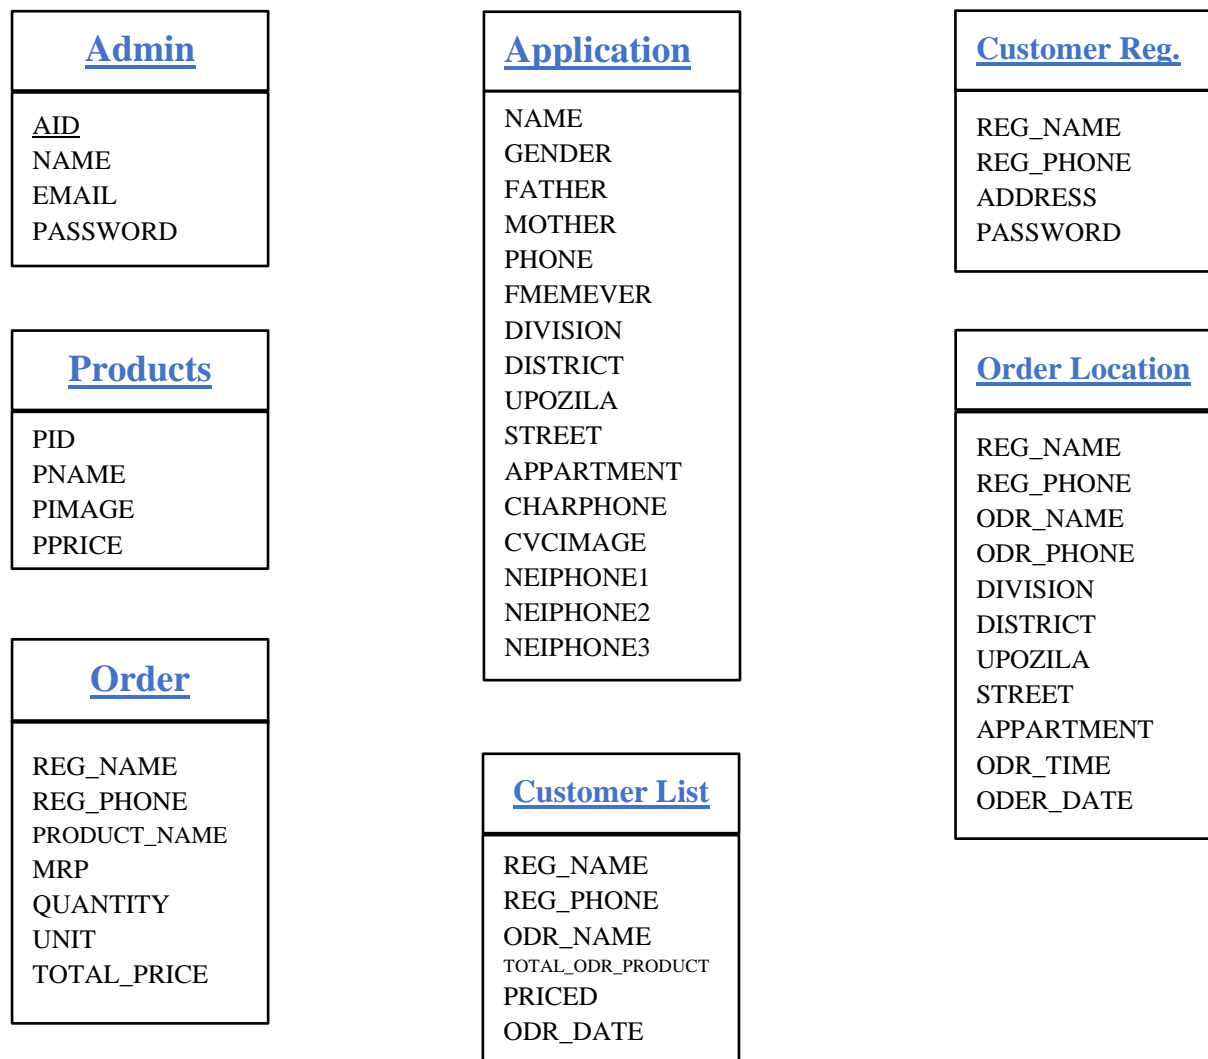 Admin
AID
NAME
EMAIL
PASSWORD
Products
PID
PNAME
PIMAGE
PPRICE
Order
REG_NAME
REG_PHONE
PRODUCT_NAME
MRP
QUANTITY
UNIT
TOTAL_PRICE
Application
NAME
GENDER
FATHER
MOTHER
PHONE
FMEMEVER
DIVISION
DISTRICT
UPOZILA
STREET
APPARTMENT
CHARPHONE
CVCIMAGE
NEIPHONE1
NEIPHONE2
NEIPHONE3
Customer List
REG_NAME
REG_PHONE
ODR_NAME
TOTAL_ODR_PRODUCT
PRICED
ODR_DATE
Customer Reg.
REG_NAME
REG_PHONE
ADDRESS
PASSWORD
Order Location
REG_NAME
REG_PHONE
ODR_NAME
ODR_PHONE
DIVISION
DISTRICT
UPOZILA
STREET
APPARTMENT
ODR_TIME
ODER_DATE